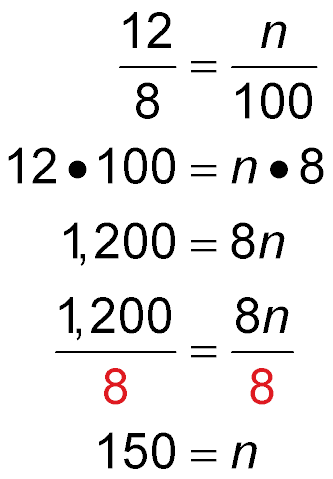 12/8 = n/100
12 • 100 = n • 8
1,200 = 8n
1,200/8 = 8n/8
150 = n